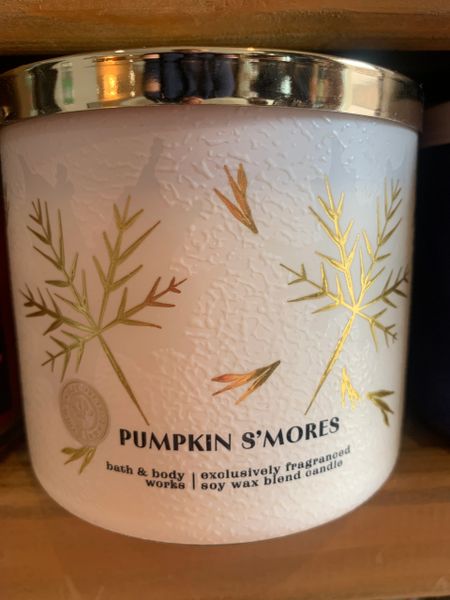 PUMPKIN S'MORES
bath & body works | exclusively fragranced soy wax blend candle